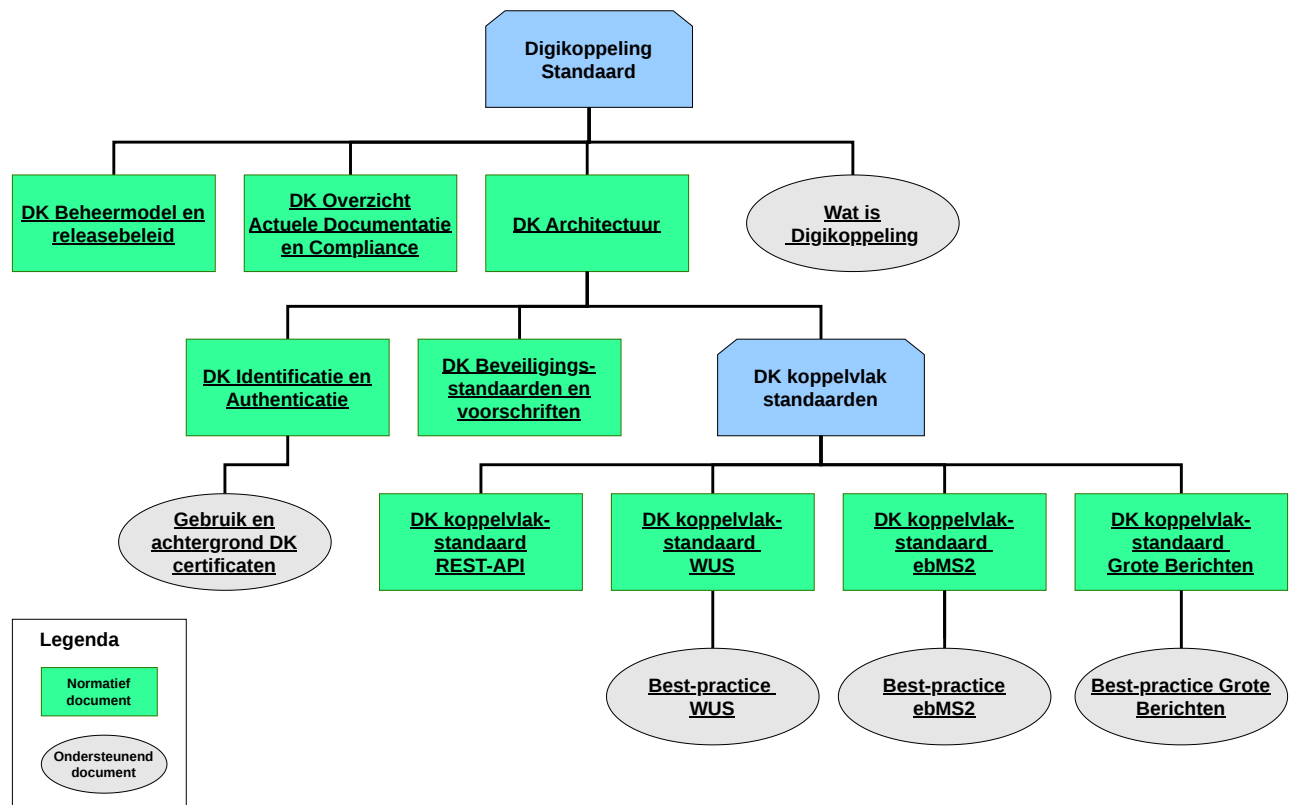 Digikoppeling
Standaard
DK Beheermodel en
releasebeleid
DK Overzicht
Actuele Documentatie
en Compliance
DK Architectuur
Wat is
Digikoppeling
DK Identificatie en
Authenticatie
DK Beveiligings-
standaarden en
voorschriften
DK koppelvlak
standaarden
Gebruik en
achtergrond DK
certificaten
DK koppelvlak-
standaard
REST-API
DK koppelvlak-
standaard
WUS
DK koppelvlak-
standaard
ebMS2
DK koppelvlak-
standaard
Grote Berichten
Best-practice
WUS
Best-practice
ebMS2
Best-practice Grote
Berichten
Legenda
Normatief
document
Ondersteunend
document